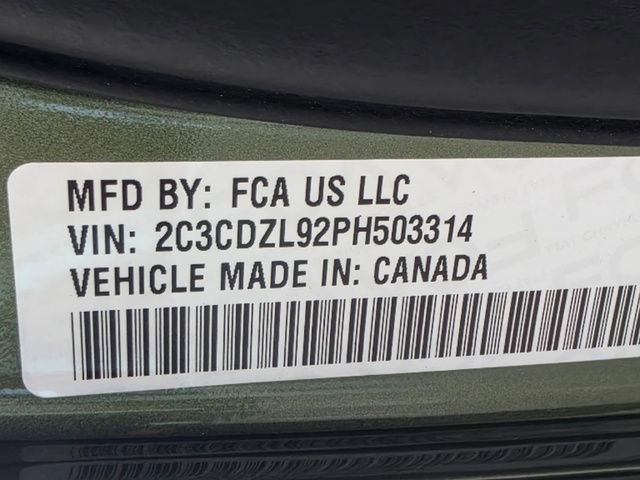 MFD BY: FCA US LLC
VIN: 2C3CDZL92PH503314
VEHICLE MADE IN: CANADA